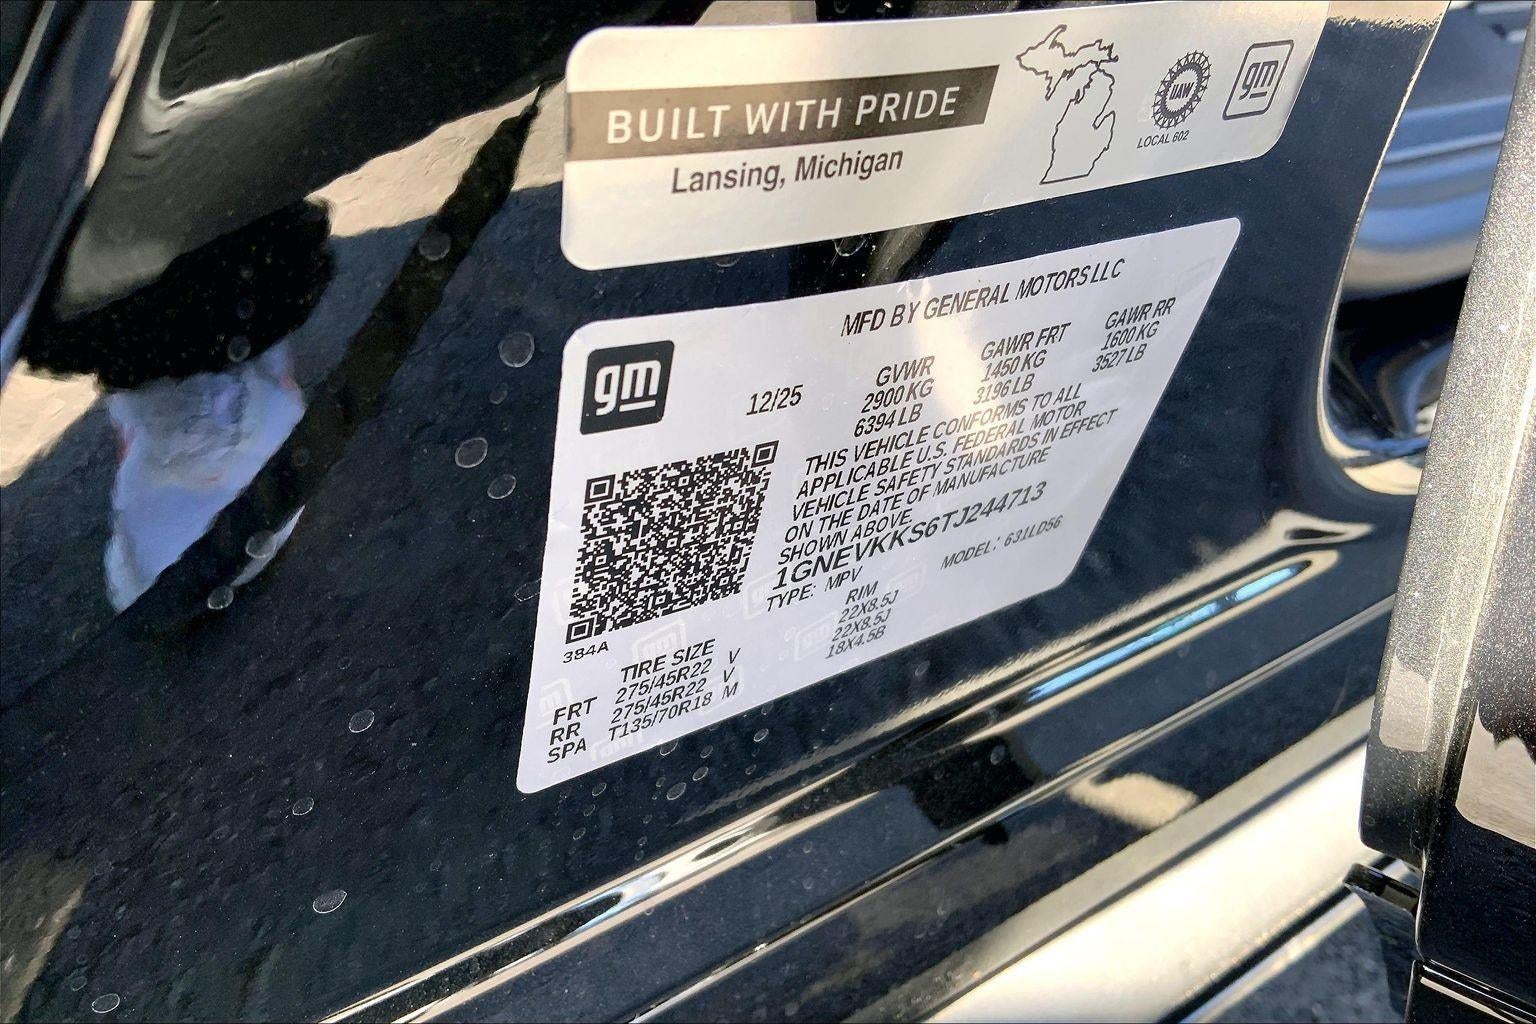 BUILT WITH PRIDE
Lansing, Michigan
UAW
LOCAL 602
gm
MFD BY GENERAL MOTORS LLC
gm
12/25
GVWR GAWR FRT GAWR RR
2900 KG 1450 KG 1600 KG
6394 LB 3196 LB 3527 LB
THIS VEHICLE CONFORMS TO ALL
APPLICABLE U.S. FEDERAL MOTOR
VEHICLE SAFETY STANDARDS IN EFFECT
ON THE DATE OF MANUFACTURE
SHOWN ABOVE.
1GNEVKKS6TJ244713
TYPE: MPV MODEL: 631LD56
384A
TIRE SIZE RIM
FRT 275/45R22 V 22X8.5J
RR 275/45R22 V 22X8.5J
SPA T135/70R18 M 18X4.5B